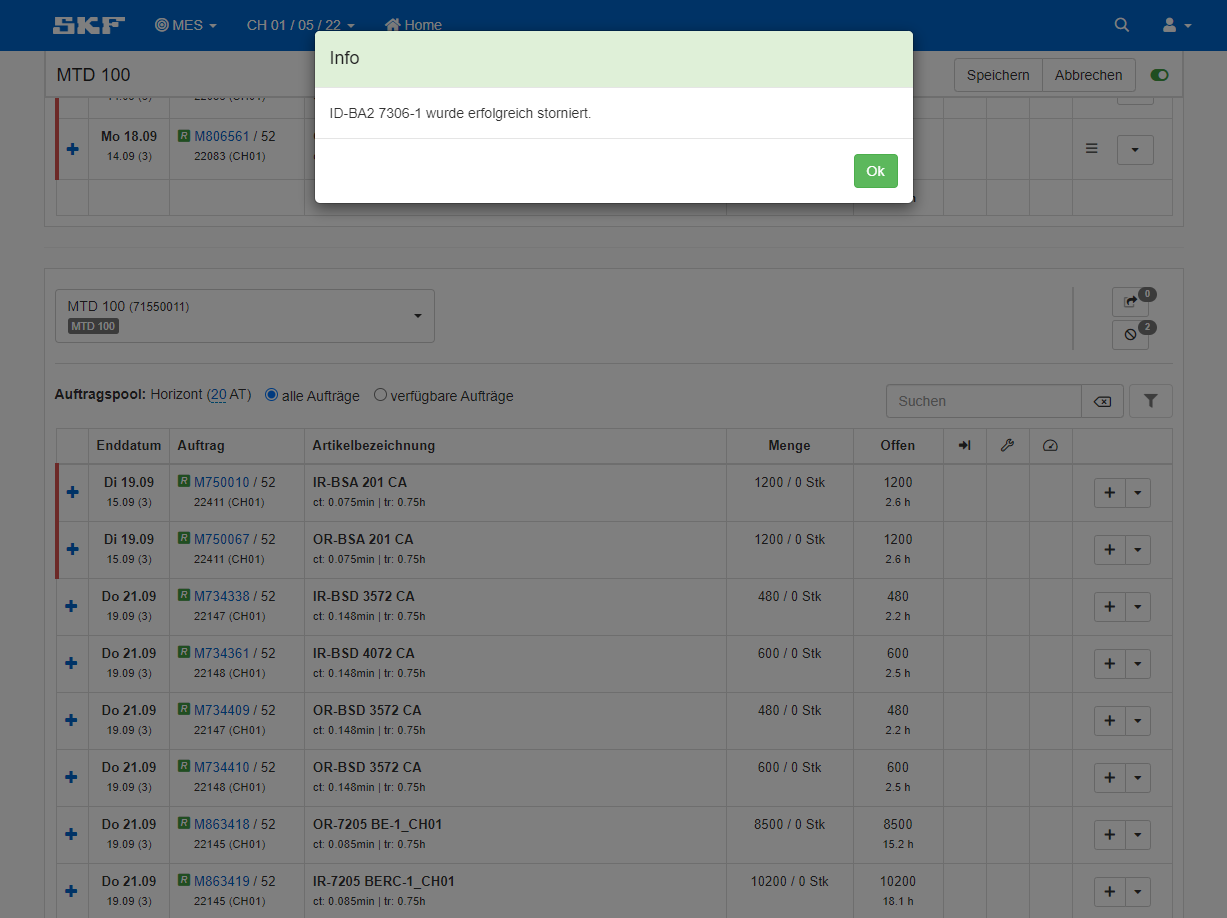 SKF MES CH 01 / 05 / 22 Home
Info
MTD 100 Speichern Abbrechen
ID-BA2 7306-1 wurde erfolgreich storniert.
Mo 18.09 R M806561 / 52
14.09 (3) 22083 (CH01)
Ok
MTD 100 (71550011) 0
MTD 100 2
Auftragspool: Horizont (20 AT) alle Aufträge verfügbare Aufträge Suchen
Enddatum Auftrag Artikelbezeichnung Menge Offen
Di 19.09 R M750010 / 52 IR-BSA 201 CA 1200 / 0 Stk 1200
15.09 (3) 22411 (CH01) ct: 0.075min | tr: 0.75h 2.6 h
Di 19.09 R M750067 / 52 OR-BSA 201 CA 1200 / 0 Stk 1200
15.09 (3) 22411 (CH01) ct: 0.075min | tr: 0.75h 2.6 h
Do 21.09 R M734338 / 52 IR-BSD 3572 CA 480 / 0 Stk 480
19.09 (3) 22147 (CH01) ct: 0.148min | tr: 0.75h 2.2 h
Do 21.09 R M734361 / 52 IR-BSD 4072 CA 600 / 0 Stk 600
19.09 (3) 22148 (CH01) ct: 0.148min | tr: 0.75h 2.5 h
Do 21.09 R M734409 / 52 OR-BSD 3572 CA 480 / 0 Stk 480
19.09 (3) 22147 (CH01) ct: 0.148min | tr: 0.75h 2.2 h
Do 21.09 R M734410 / 52 OR-BSD 3572 CA 600 / 0 Stk 600
19.09 (3) 22148 (CH01) ct: 0.148min | tr: 0.75h 2.5 h
Do 21.09 R M863418 / 52 OR-7205 BE-1_CH01 8500 / 0 Stk 8500
19.09 (3) 22145 (CH01) ct: 0.085min | tr: 0.75h 15.2 h
Do 21.09 R M863419 / 52 IR-7205 BERC-1_CH01 10200 / 0 Stk 10200
19.09 (3) 22145 (CH01) ct: 0.085min | tr: 0.75h 18.1 h